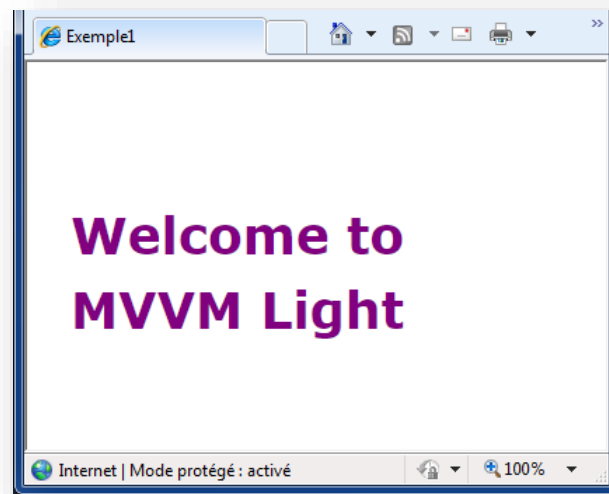 Exemple1
Welcome to
MVVM Light
Internet | Mode protégé : activé
100%